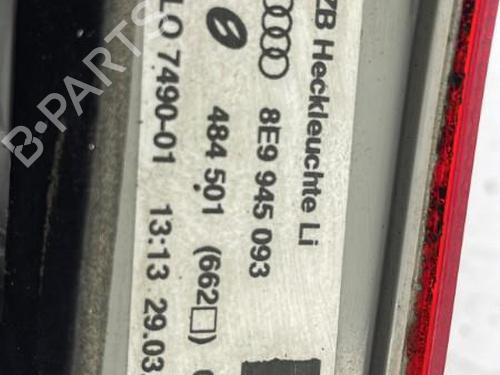 ZB Heckleuchte Li
8E9 945 093
484 501 (662□)
LO 7490-01 13:13 29.03.
B-PARTS